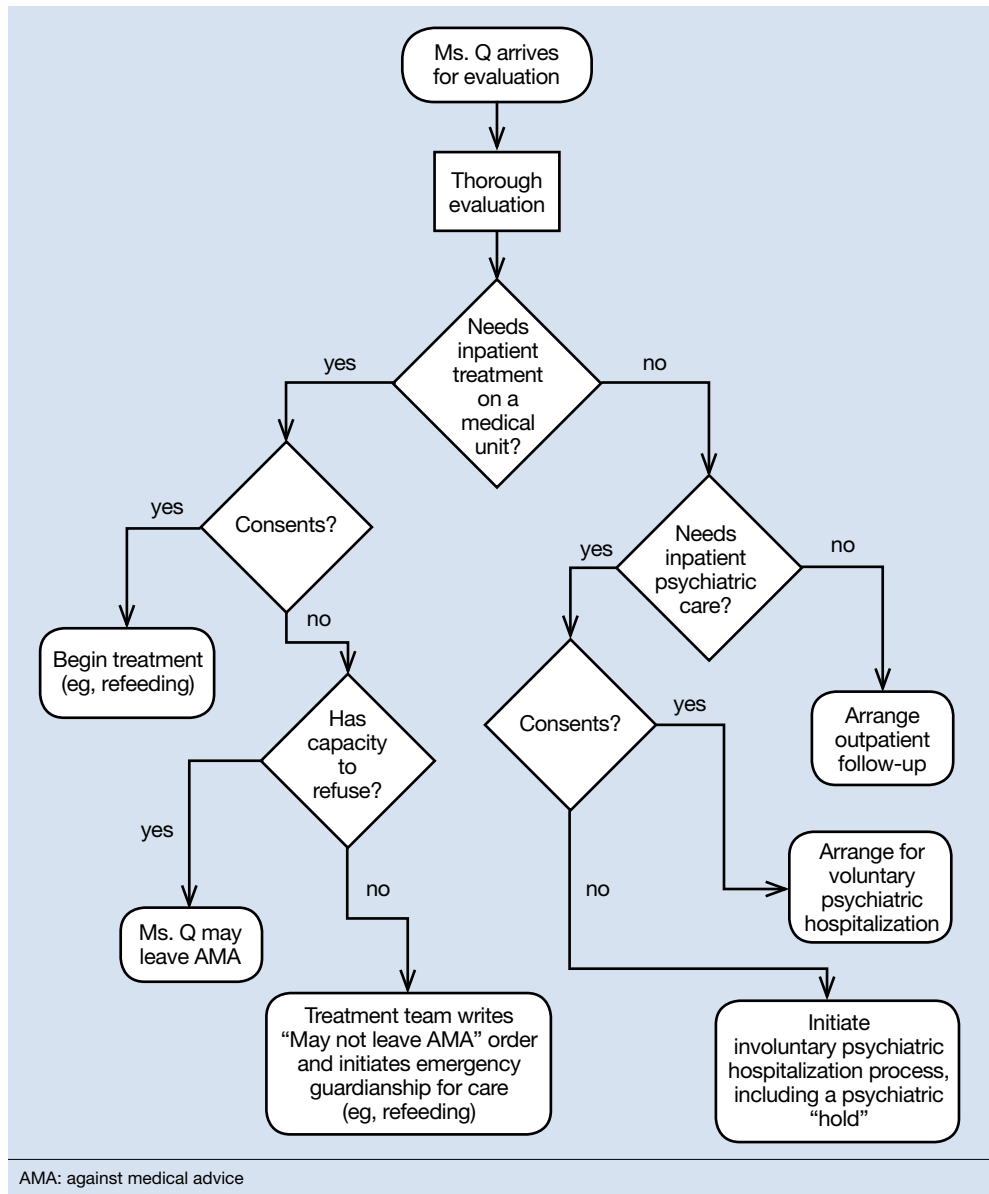 Ms. Q arrives
for evaluation
Thorough
evaluation
Needs
inpatient
treatment
on a
medical
unit?
yes
no
Consents?
yes
no
Begin treatment
(eg, refeeding)
Has
capacity
to
refuse?
yes
no
Ms. Q may
leave AMA
Treatment team writes
“May not leave AMA” order
and initiates emergency
guardianship for care
(eg, refeeding)
Needs
inpatient
psychiatric
care?
yes
no
Arrange
outpatient
follow-up
Consents?
yes
no
Arrange for
voluntary
psychiatric
hospitalization
Initiate
involuntary psychiatric
hospitalization process,
including a psychiatric
“hold”
AMA: against medical advice